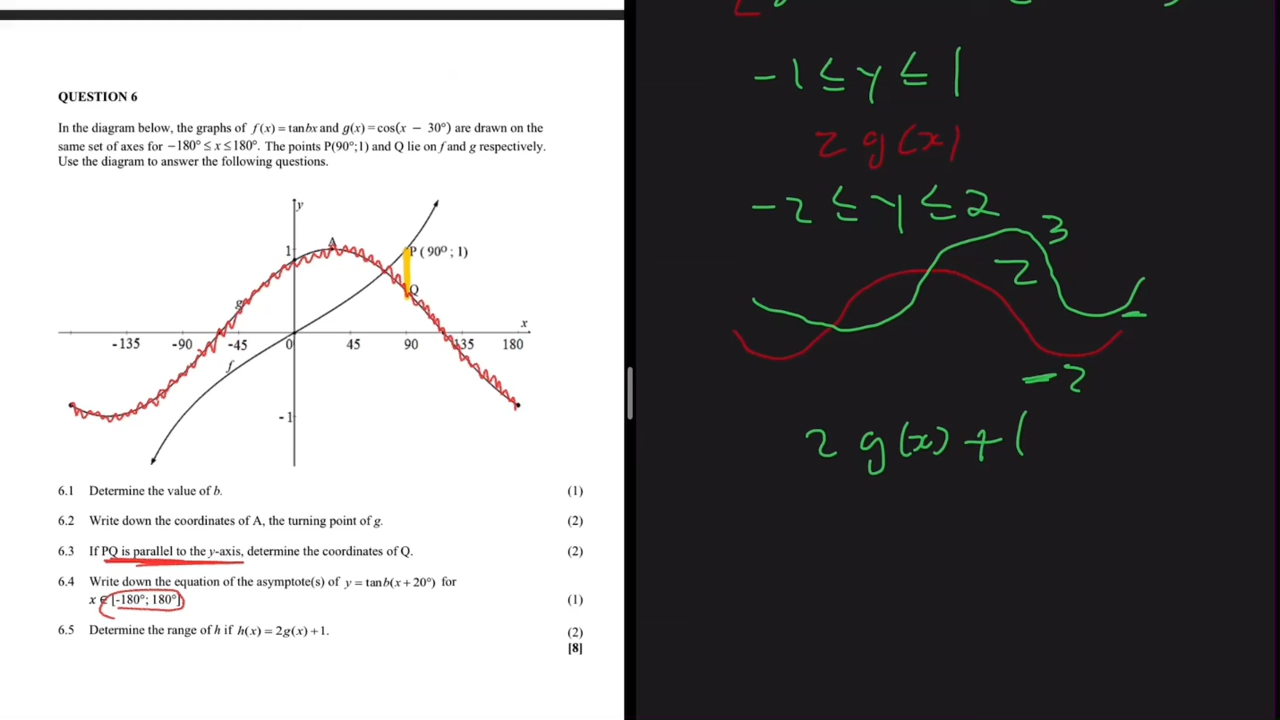 QUESTION 6
In the diagram below, the graphs of f(x) = tan bx and g(x) = cos(x − 30°) are drawn on the
same set of axes for −180° ≤ x ≤ 180°. The points P(90°; 1) and Q lie on f and g respectively.
Use the diagram to answer the following questions.
y
A
1
P (90° ; 1)
Q
g
x
-135 -90 -45 0 45 90 135 180
f
- 1
6.1 Determine the value of b. (1)
6.2 Write down the coordinates of A, the turning point of g. (2)
6.3 If PQ is parallel to the y-axis, determine the coordinates of Q. (2)
6.4 Write down the equation of the asymptote(s) of y = tan b(x + 20°) for
x ∈ [-180°; 180°] (1)
6.5 Determine the range of h if h(x) = 2g(x) + 1. (2)
[8]
-1 ≤ y ≤ 1
2 g(x)
-2 ≤ y ≤ 2
3
2
-2
2 g(x) + 1